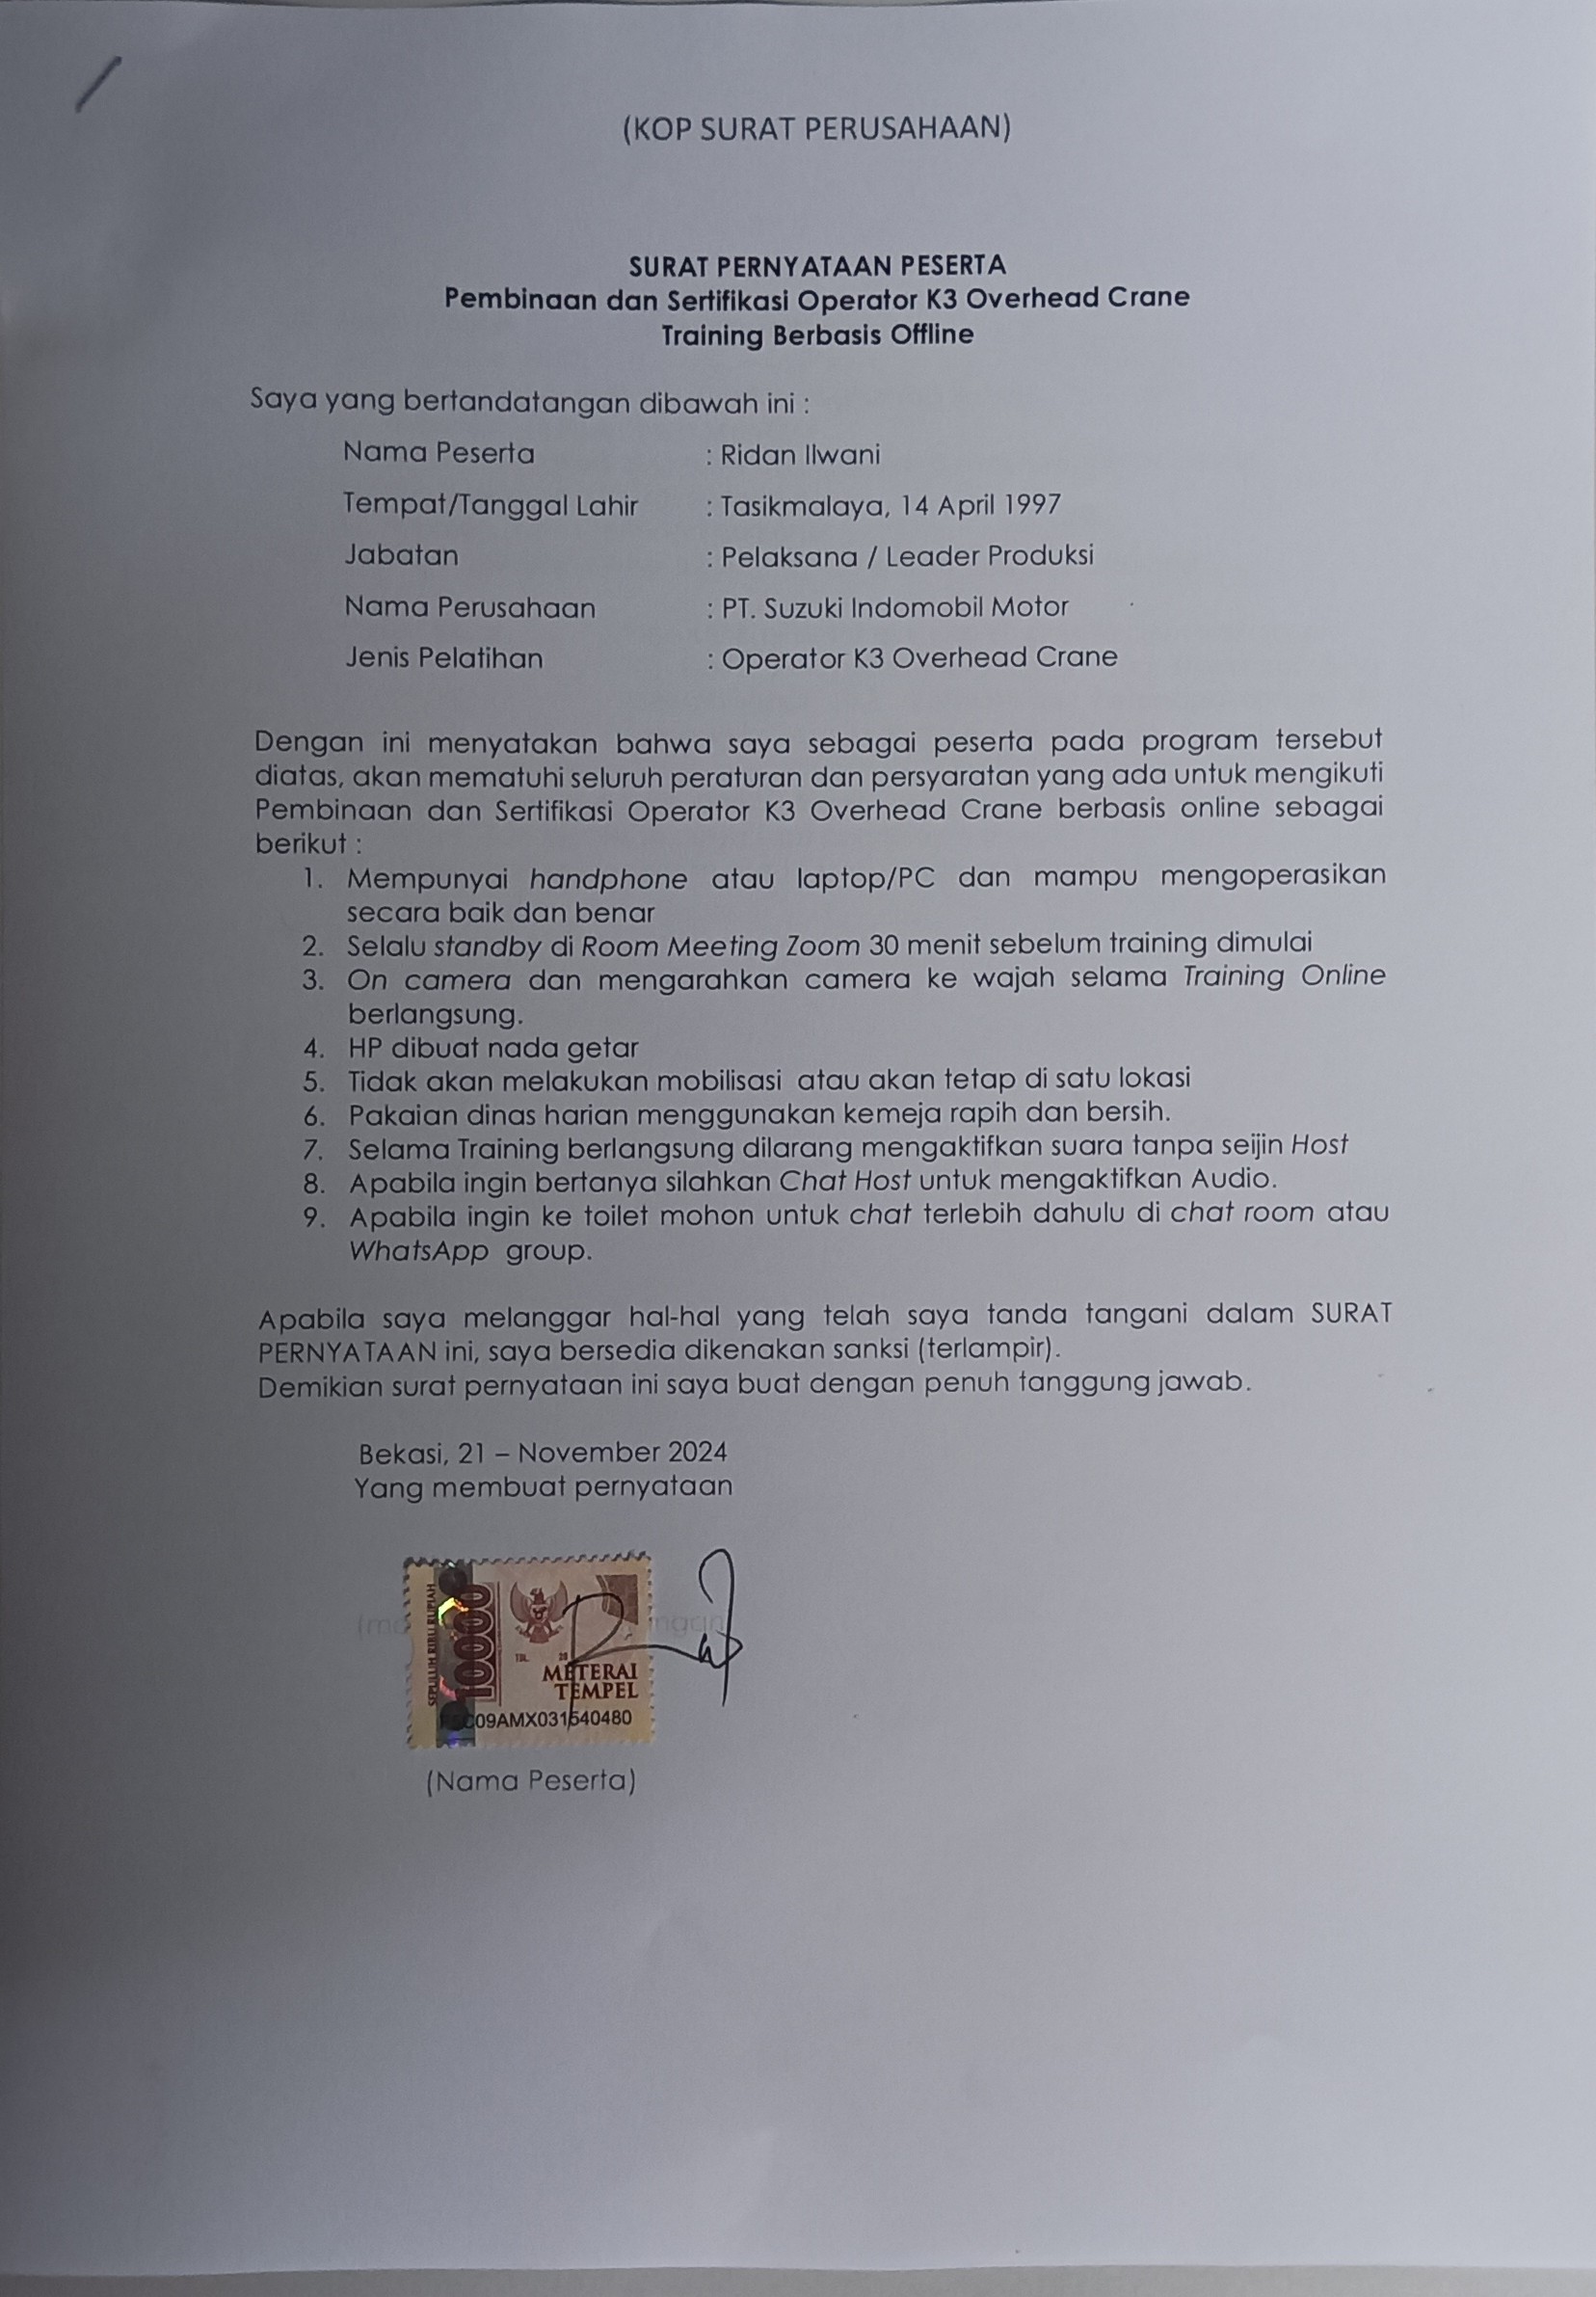 (KOP SURAT PERUSAHAAN)
SURAT PERNYATAAN PESERTA
Pembinaan dan Sertifikasi Operator K3 Overhead Crane
Training Berbasis Offline
Saya yang bertandatangan dibawah ini :
Nama Peserta : Ridan Ilwani
Tempat/Tanggal Lahir : Tasikmalaya, 14 April 1997
Jabatan : Pelaksana / Leader Produksi
Nama Perusahaan : PT. Suzuki Indomobil Motor
Jenis Pelatihan : Operator K3 Overhead Crane
Dengan ini menyatakan bahwa saya sebagai peserta pada program tersebut
diatas, akan mematuhi seluruh peraturan dan persyaratan yang ada untuk mengikuti
Pembinaan dan Sertifikasi Operator K3 Overhead Crane berbasis online sebagai
berikut :
1. Mempunyai handphone atau laptop/PC dan mampu mengoperasikan
secara baik dan benar
2. Selalu standby di Room Meeting Zoom 30 menit sebelum training dimulai
3. On camera dan mengarahkan camera ke wajah selama Training Online
berlangsung.
4. HP dibuat nada getar
5. Tidak akan melakukan mobilisasi atau akan tetap di satu lokasi
6. Pakaian dinas harian menggunakan kemeja rapih dan bersih.
7. Selama Training berlangsung dilarang mengaktifkan suara tanpa seijin Host
8. Apabila ingin bertanya silahkan Chat Host untuk mengaktifkan Audio.
9. Apabila ingin ke toilet mohon untuk chat terlebih dahulu di chat room atau
WhatsApp group.
Apabila saya melanggar hal-hal yang telah saya tanda tangani dalam SURAT
PERNYATAAN ini, saya bersedia dikenakan sanksi (terlampir).
Demikian surat pernyataan ini saya buat dengan penuh tanggung jawab.
Bekasi, 21 – November 2024
Yang membuat pernyataan
SEPULUH RIBU RUPIAH
10000
TGL. 20
METERAI
TEMPEL
09AMX031540480
(Nama Peserta)